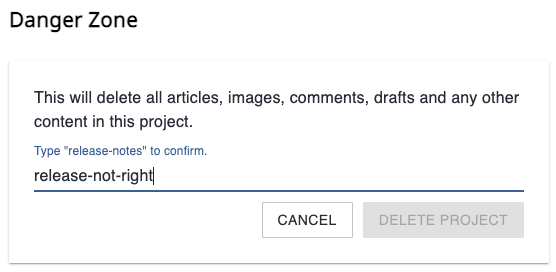 Danger Zone
This will delete all articles, images, comments, drafts and any other
content in this project.
Type "release-notes" to confirm.
release-not-right
CANCEL
DELETE PROJECT